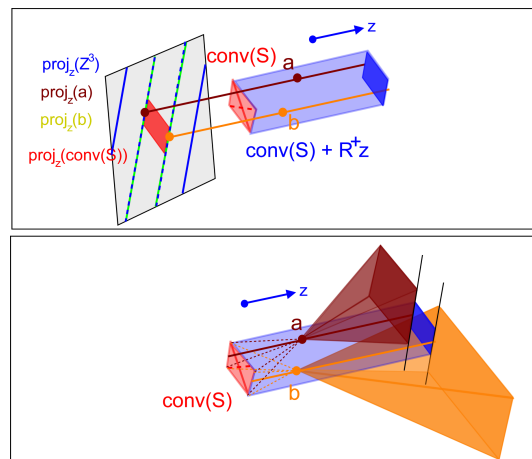 z
conv(S)
a
proj_z(Z^3)
proj_z(a)
proj_z(b)
b
proj_z(conv(S))
conv(S) + R^+z
z
a
b
conv(S)